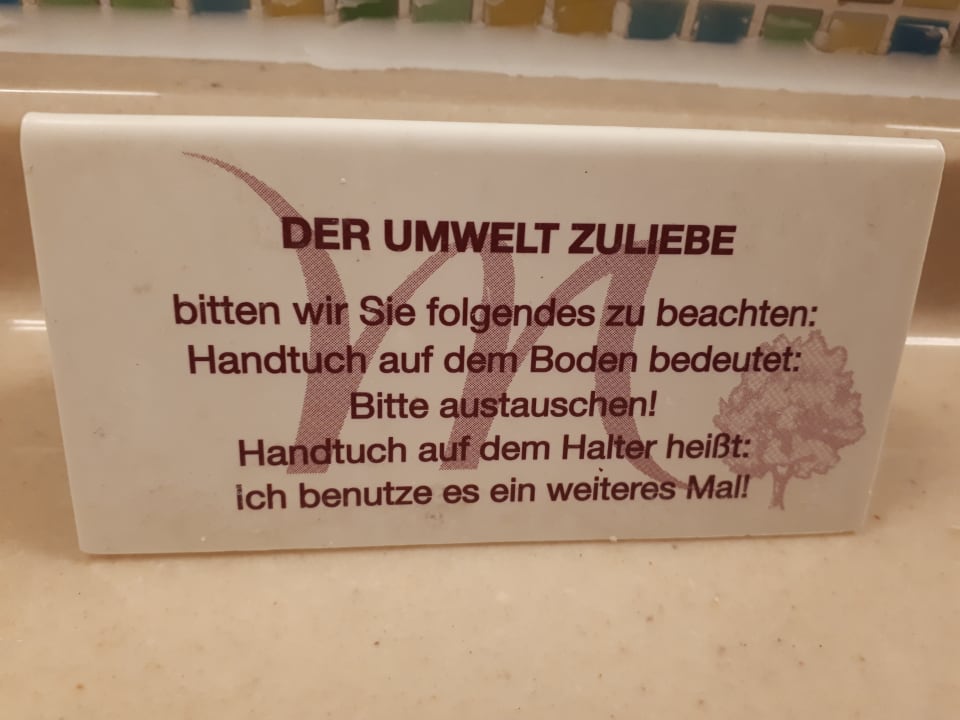 DER UMWELT ZULIEBE
bitten wir Sie folgendes zu beachten:
Handtuch auf dem Boden bedeutet:
Bitte austauschen!
Handtuch auf dem Halter heißt:
ich benutze es ein weiteres Mal!